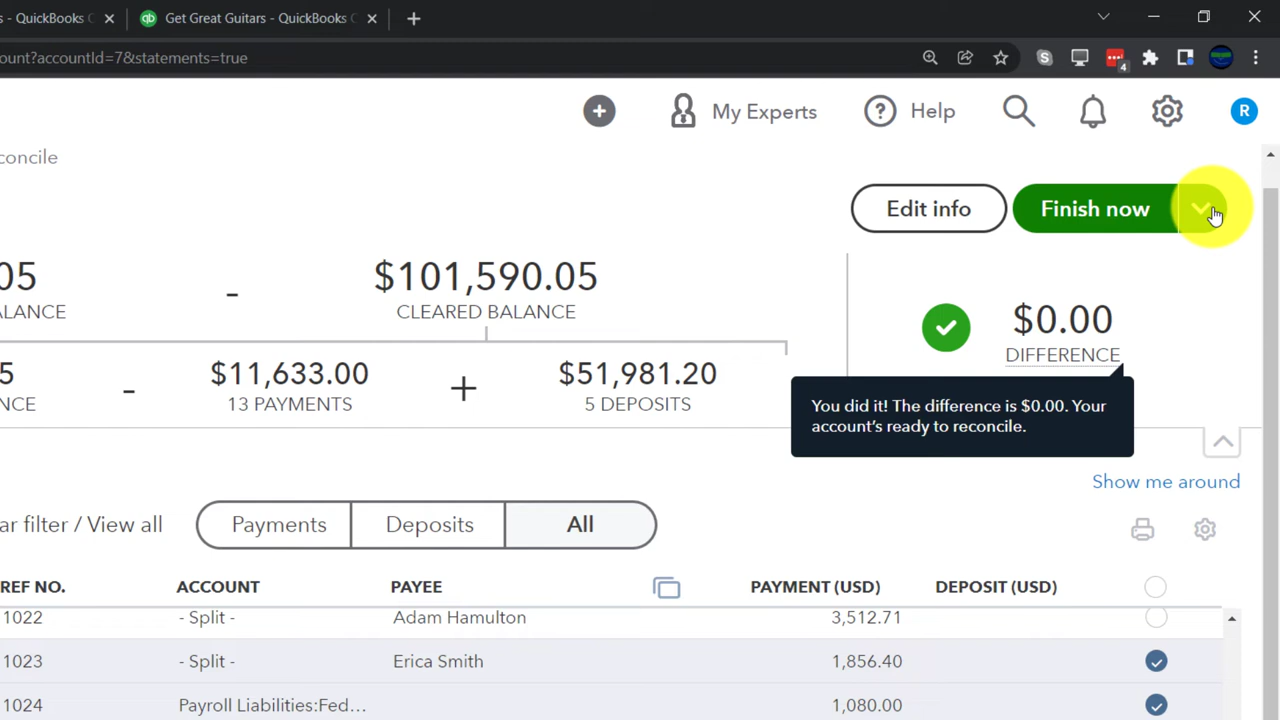 s - QuickBooks
Get Great Guitars - QuickBooks
ount?accountId=7&statements=true
4
My Experts
Help
R
concile
Edit info
Finish now
05
-
$101,590.05
$0.00
ALANCE
CLEARED BALANCE
DIFFERENCE
5
-
$11,633.00
+
$51,981.20
NCE
13 PAYMENTS
5 DEPOSITS
You did it! The difference is $0.00. Your
account's ready to reconcile.
Show me around
ar filter / View all
Payments
Deposits
All
REF NO.
ACCOUNT
PAYEE
PAYMENT (USD)
DEPOSIT (USD)
1022 - Split - Adam Hamulton 3,512.71
1023 - Split - Erica Smith 1,856.40
1024 Payroll Liabilities:Fed… 1,080.00